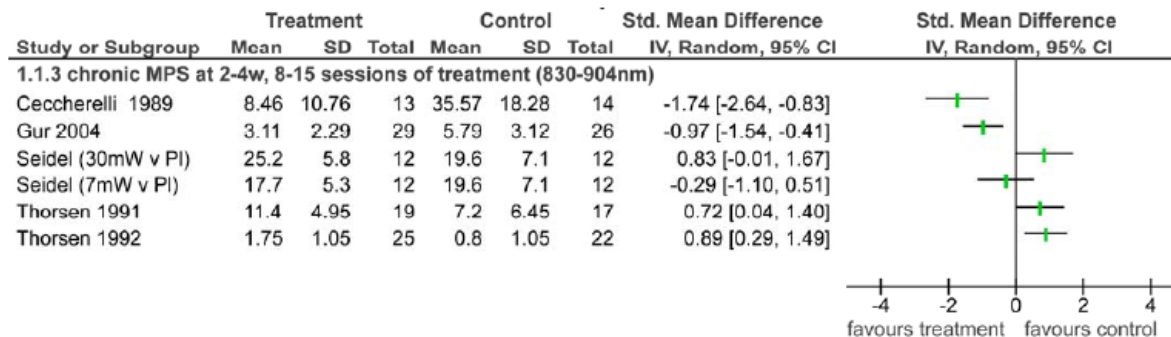 Treatment Control Std. Mean Difference Std. Mean Difference
Study or Subgroup Mean SD Total Mean SD Total IV, Random, 95% CI IV, Random, 95% CI
1.1.3 chronic MPS at 2-4w, 8-15 sessions of treatment (830-904nm)
Ceccherelli 1989 8.46 10.76 13 35.57 18.28 14 -1.74 [-2.64, -0.83)
Gur 2004 3.11 2.29 29 5.79 3.12 26 -0.97 [-1.54, -0.41)
Seidel (30mW v Pl) 25.2 5.8 12 19.6 7.1 12 0.83 [-0.01, 1.67]
Seidel (7mW v Pl) 17.7 5.3 12 19.6 7.1 12 -0.29 [-1.10, 0.51]
Thorsen 1991 11.4 4.95 19 7.2 6.45 17 0.72 [0.04, 1.40]
Thorsen 1992 1.75 1.05 25 0.8 1.05 22 0.89 [0.29, 1.49]
-4 -2 0 2 4
favours treatment favours control